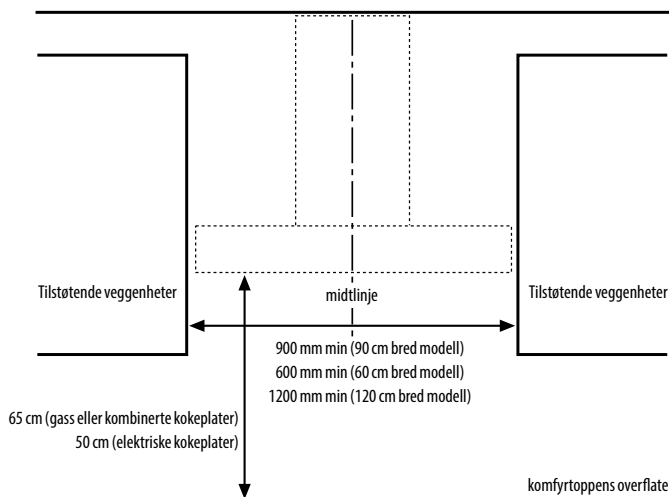 Tilstøtende veggenheter
midtlinje
Tilstøtende veggenheter
900 mm min (90 cm bred modell)
600 mm min (60 cm bred modell)
1200 mm min (120 cm bred modell)
65 cm (gass eller kombinerte kokeplater)
50 cm (elektriske kokeplater)
komfyrtoppens overflate